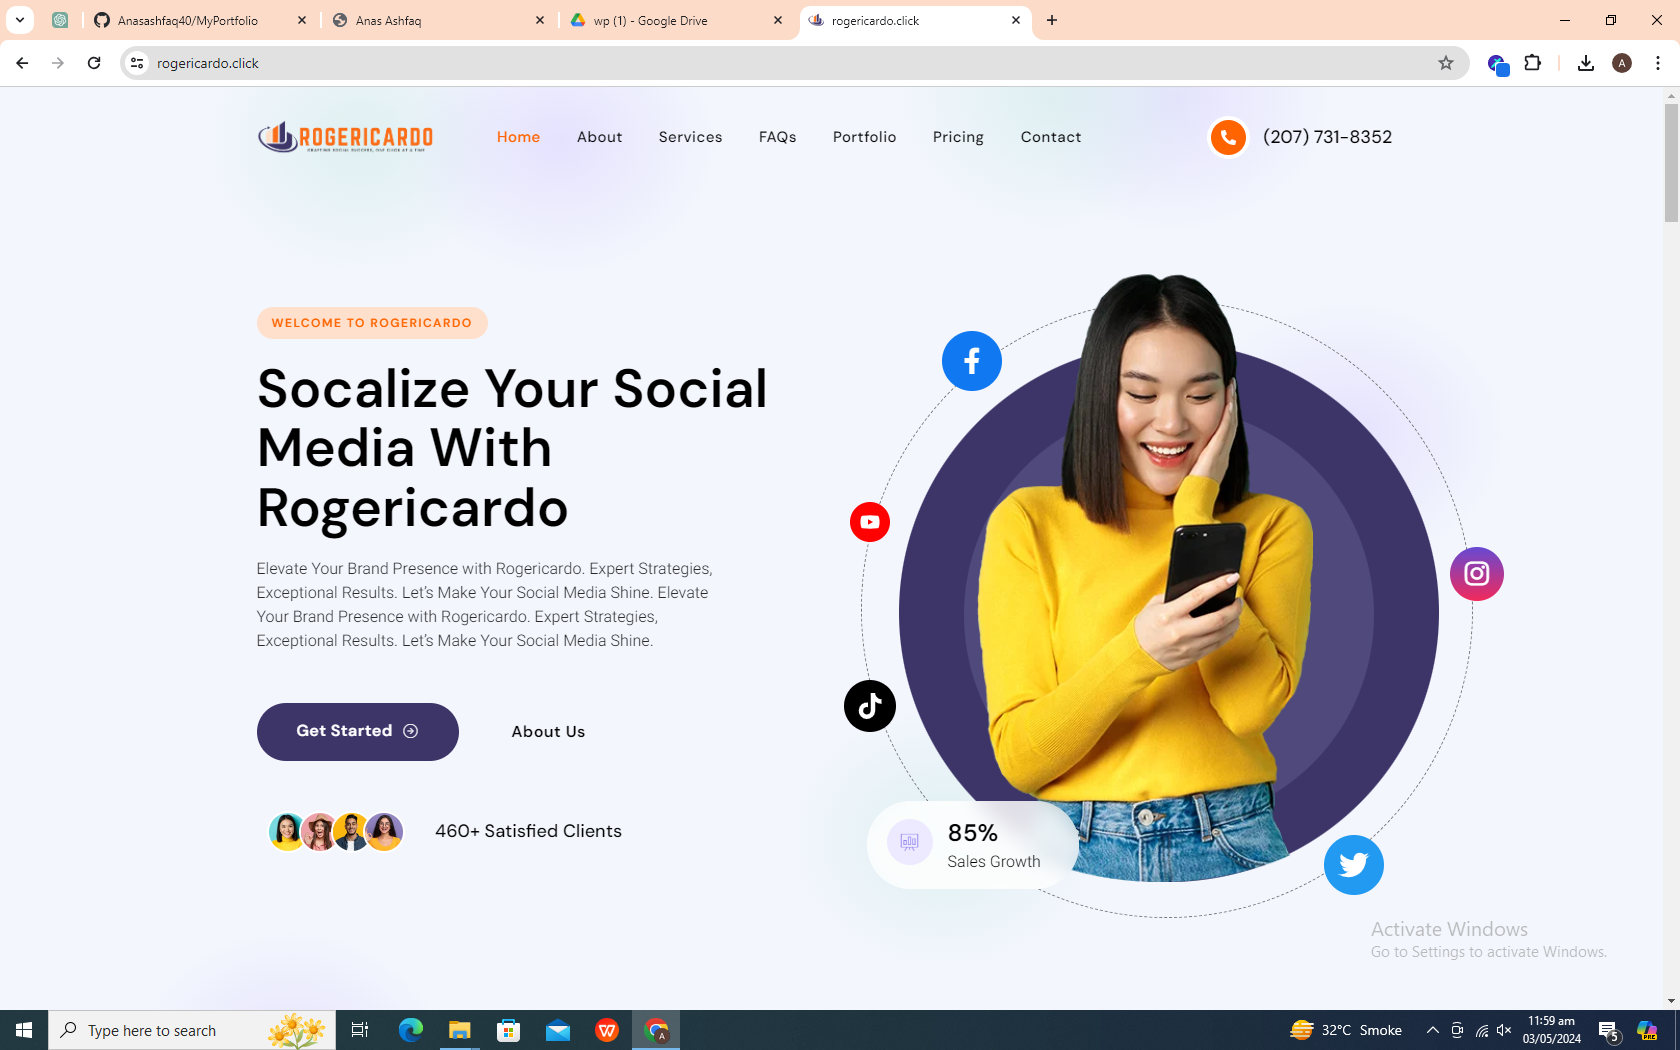 Anasashfaq40/MyPortfolio
Anas Ashfaq
wp (1) - Google Drive
rogericardo.click
rogericardo.click
A
ROGERICARDO
Home
About
Services
FAQs
Portfolio
Pricing
Contact
(207) 731-8352
WELCOME TO ROGERICARDO
Socalize Your Social
Media With
Rogericardo
Elevate Your Brand Presence with Rogericardo. Expert Strategies,
Exceptional Results. Let's Make Your Social Media Shine. Elevate
Your Brand Presence with Rogericardo. Expert Strategies,
Exceptional Results. Let's Make Your Social Media Shine.
Get Started
About Us
460+ Satisfied Clients
85%
Sales Growth
Activate Windows
Go to Settings to activate Windows.
Type here to search
A
32°C Smoke
11:59 am
03/05/2024
5
PRE